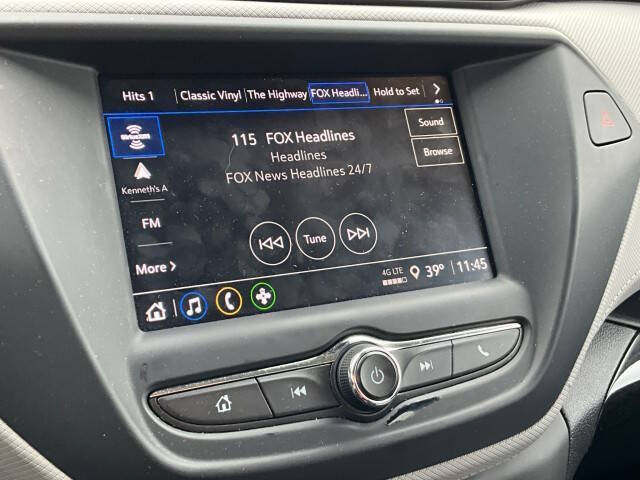 Hits 1 Classic Vinyl The Highway FOX Headli... Hold to Set
Sound
115 FOX Headlines
Browse
Headlines
Kenneth's A
FOX News Headlines 24/7
FM
Tune
More
4G LTE
39° 11:45